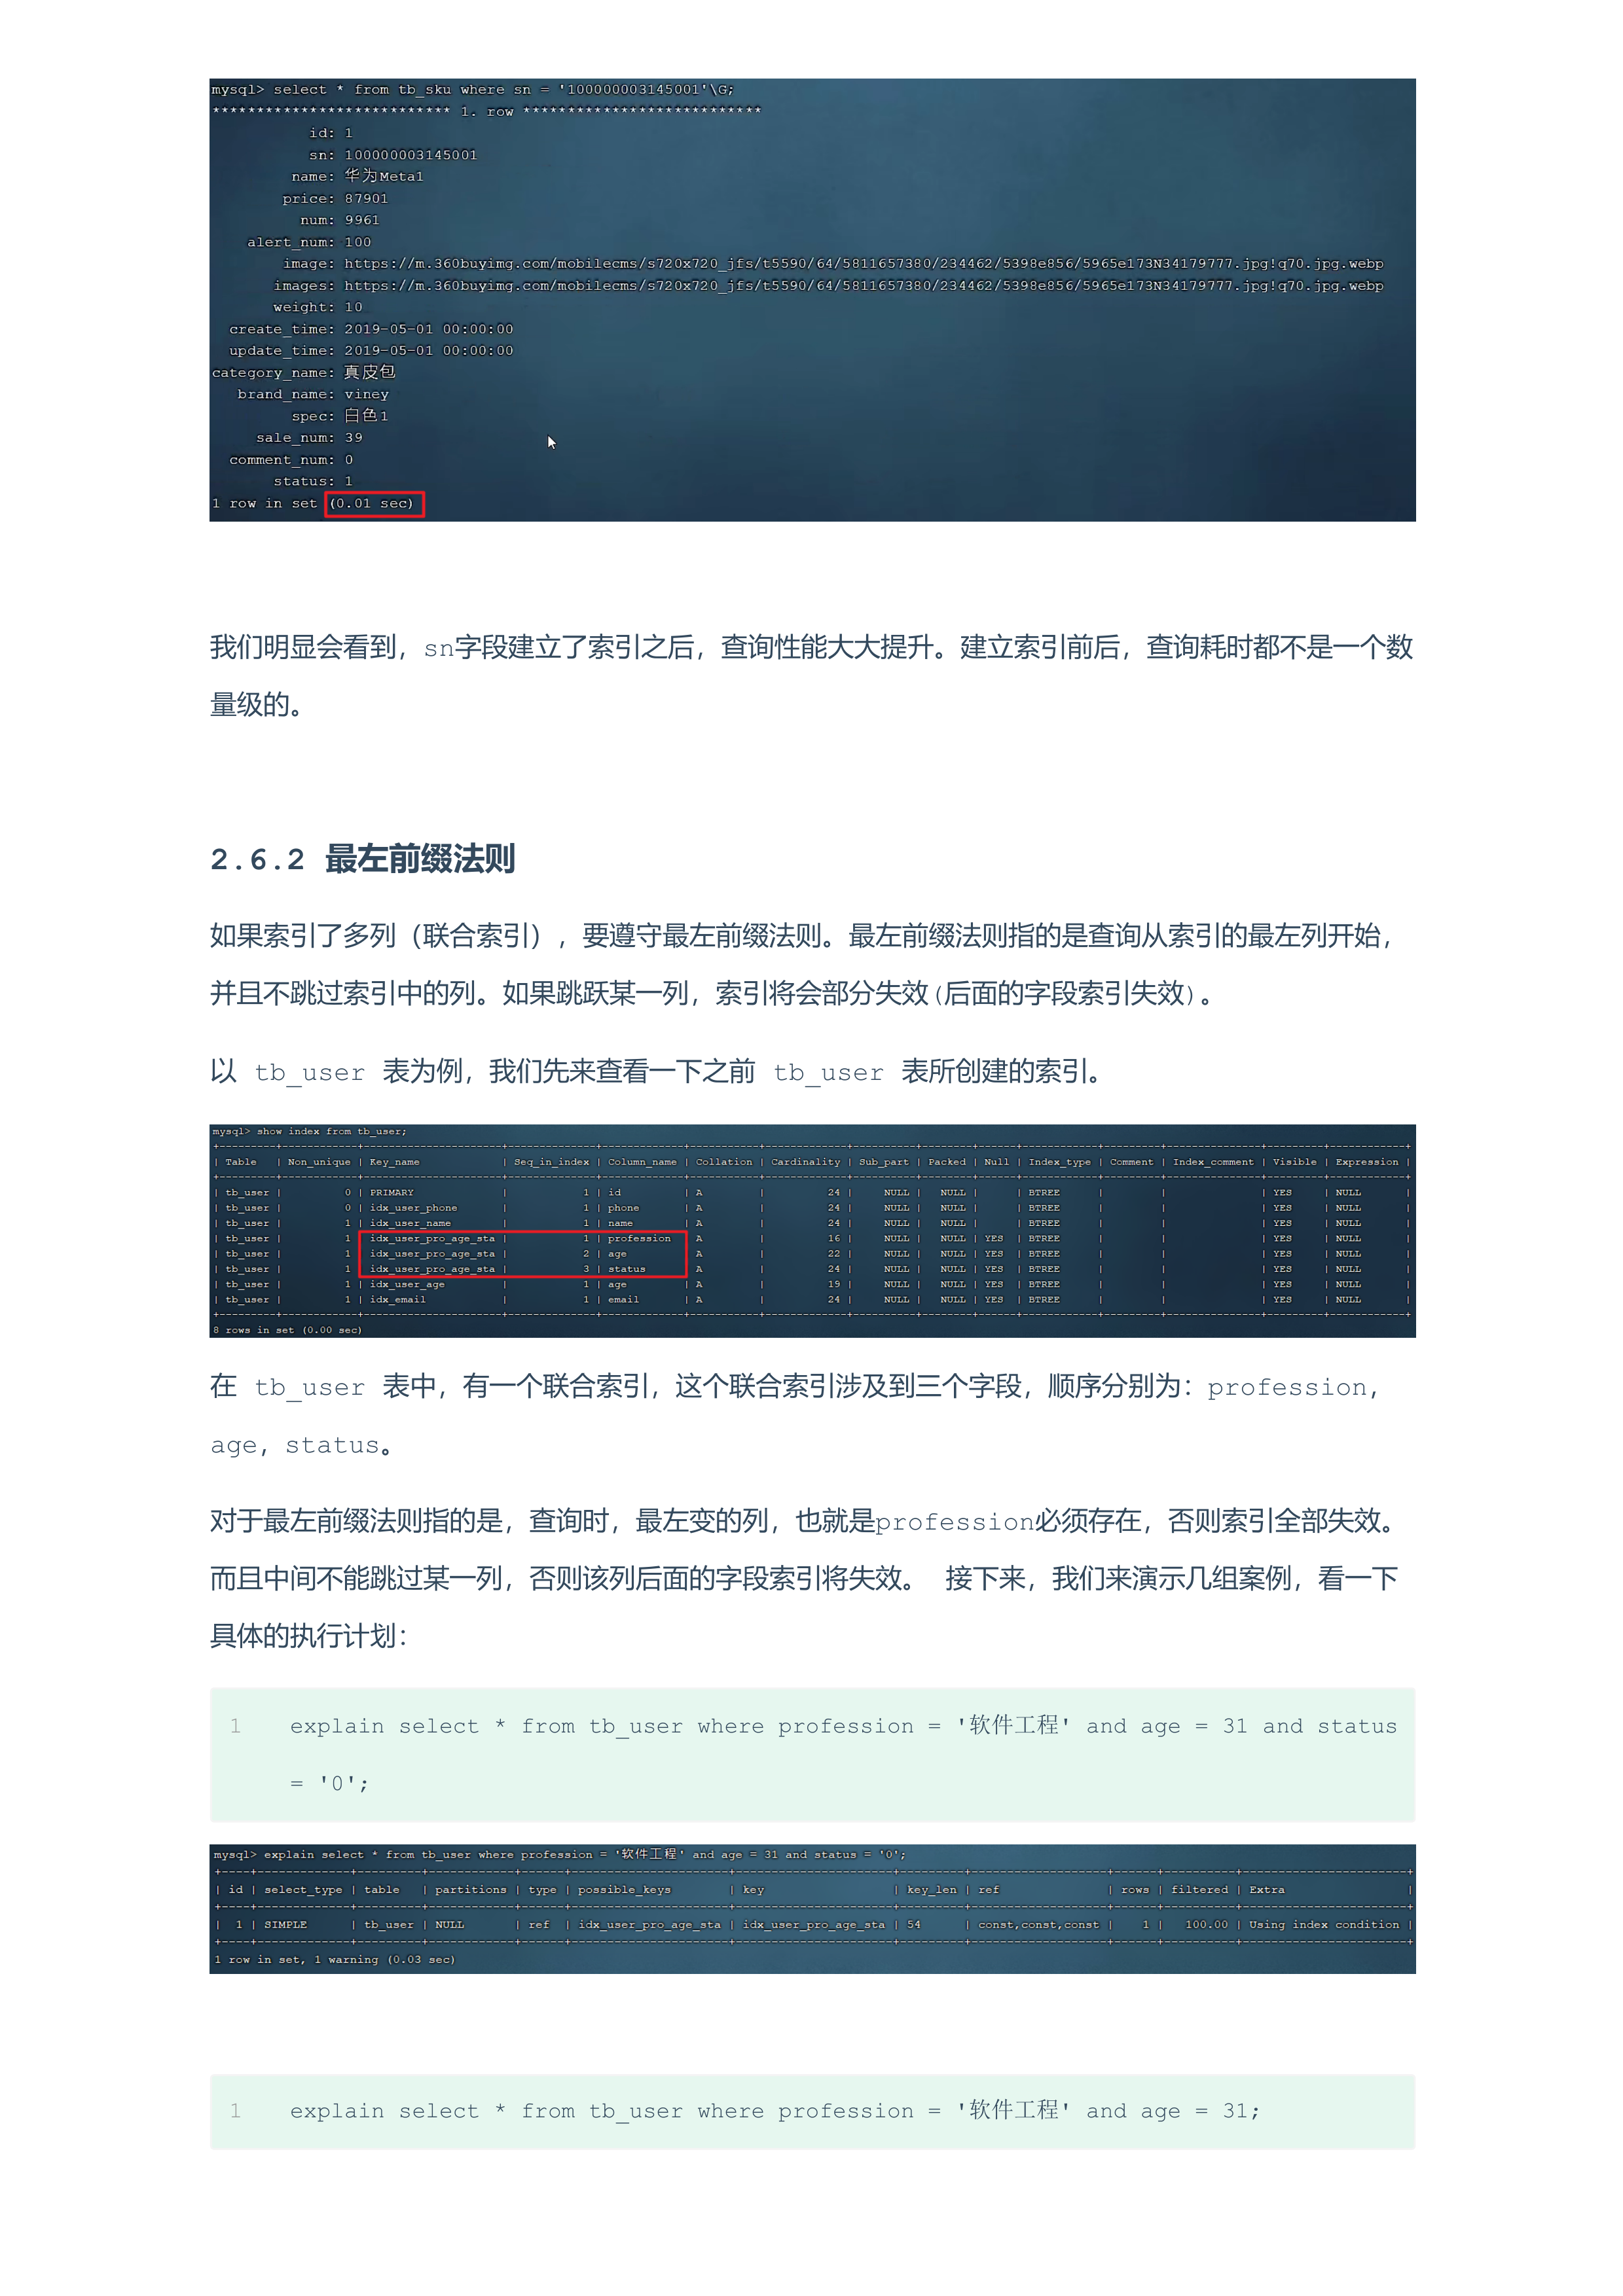 mysql> select * from tb_sku where sn = '100000003145001'\G;
*************************** 1. row ***************************
id: 1
sn: 100000003145001
name: 华为Meta1
price: 87901
num: 9961
alert_num: 100
image: https://m.360buyimg.com/mobilecms/s720x720_jfs/t5590/64/5811657380/234462/5398e856/5965e173N34179777.jpg!q70.jpg.webp
images: https://m.360buyimg.com/mobilecms/s720x720_jfs/t5590/64/5811657380/234462/5398e856/5965e173N34179777.jpg!q70.jpg.webp
weight: 10
create_time: 2019-05-01 00:00:00
update_time: 2019-05-01 00:00:00
category_name: 真皮包
brand_name: viney
spec: 白色1
sale_num: 39
comment_num: 0
status: 1
1 row in set (0.01 sec)
我们明显会看到，sn字段建立了索引之后，查询性能大大提升。建立索引前后，查询耗时都不是一个数
量级的。
2.6.2 最左前缀法则
如果索引了多列（联合索引），要遵守最左前缀法则。最左前缀法则指的是查询从索引的最左列开始，
并且不跳过索引中的列。如果跳跃某一列，索引将会部分失效(后面的字段索引失效)。
以 tb_user 表为例，我们先来查看一下之前 tb_user 表所创建的索引。
mysql> show index from tb_user;
| Table | Non_unique | Key_name | Seq_in_index | Column_name | Collation | Cardinality | Sub_part | Packed | Null | Index_type | Comment | Index_comment | Visible | Expression |
| tb_user | 0 | PRIMARY | 1 | id | A | 24 | NULL | NULL | | BTREE | | | YES | NULL |
| tb_user | 0 | idx_user_phone | 1 | phone | A | 24 | NULL | NULL | | BTREE | | | YES | NULL |
| tb_user | 1 | idx_user_name | 1 | name | A | 24 | NULL | NULL | | BTREE | | | YES | NULL |
| tb_user | 1 | idx_user_pro_age_sta | 1 | profession | A | 16 | NULL | NULL | YES | BTREE | | | YES | NULL |
| tb_user | 1 | idx_user_pro_age_sta | 2 | age | A | 22 | NULL | NULL | YES | BTREE | | | YES | NULL |
| tb_user | 1 | idx_user_pro_age_sta | 3 | status | A | 24 | NULL | NULL | YES | BTREE | | | YES | NULL |
| tb_user | 1 | idx_user_age | 1 | age | A | 19 | NULL | NULL | YES | BTREE | | | YES | NULL |
| tb_user | 1 | idx_email | 1 | email | A | 24 | NULL | NULL | YES | BTREE | | | YES | NULL |
8 rows in set (0.00 sec)
在 tb_user 表中，有一个联合索引，这个联合索引涉及到三个字段，顺序分别为：profession，
age，status。
对于最左前缀法则指的是，查询时，最左变的列，也就是profession必须存在，否则索引全部失效。
而且中间不能跳过某一列，否则该列后面的字段索引将失效。 接下来，我们来演示几组案例，看一下
具体的执行计划：
1 explain select * from tb_user where profession = '软件工程' and age = 31 and status
= '0';
mysql> explain select * from tb_user where profession = '软件工程' and age = 31 and status = '0';
| id | select_type | table | partitions | type | possible_keys | key | key_len | ref | rows | filtered | Extra |
| 1 | SIMPLE | tb_user | NULL | ref | idx_user_pro_age_sta | idx_user_pro_age_sta | 54 | const,const,const | 1 | 100.00 | Using index condition |
1 row in set, 1 warning (0.03 sec)
1 explain select * from tb_user where profession = '软件工程' and age = 31;